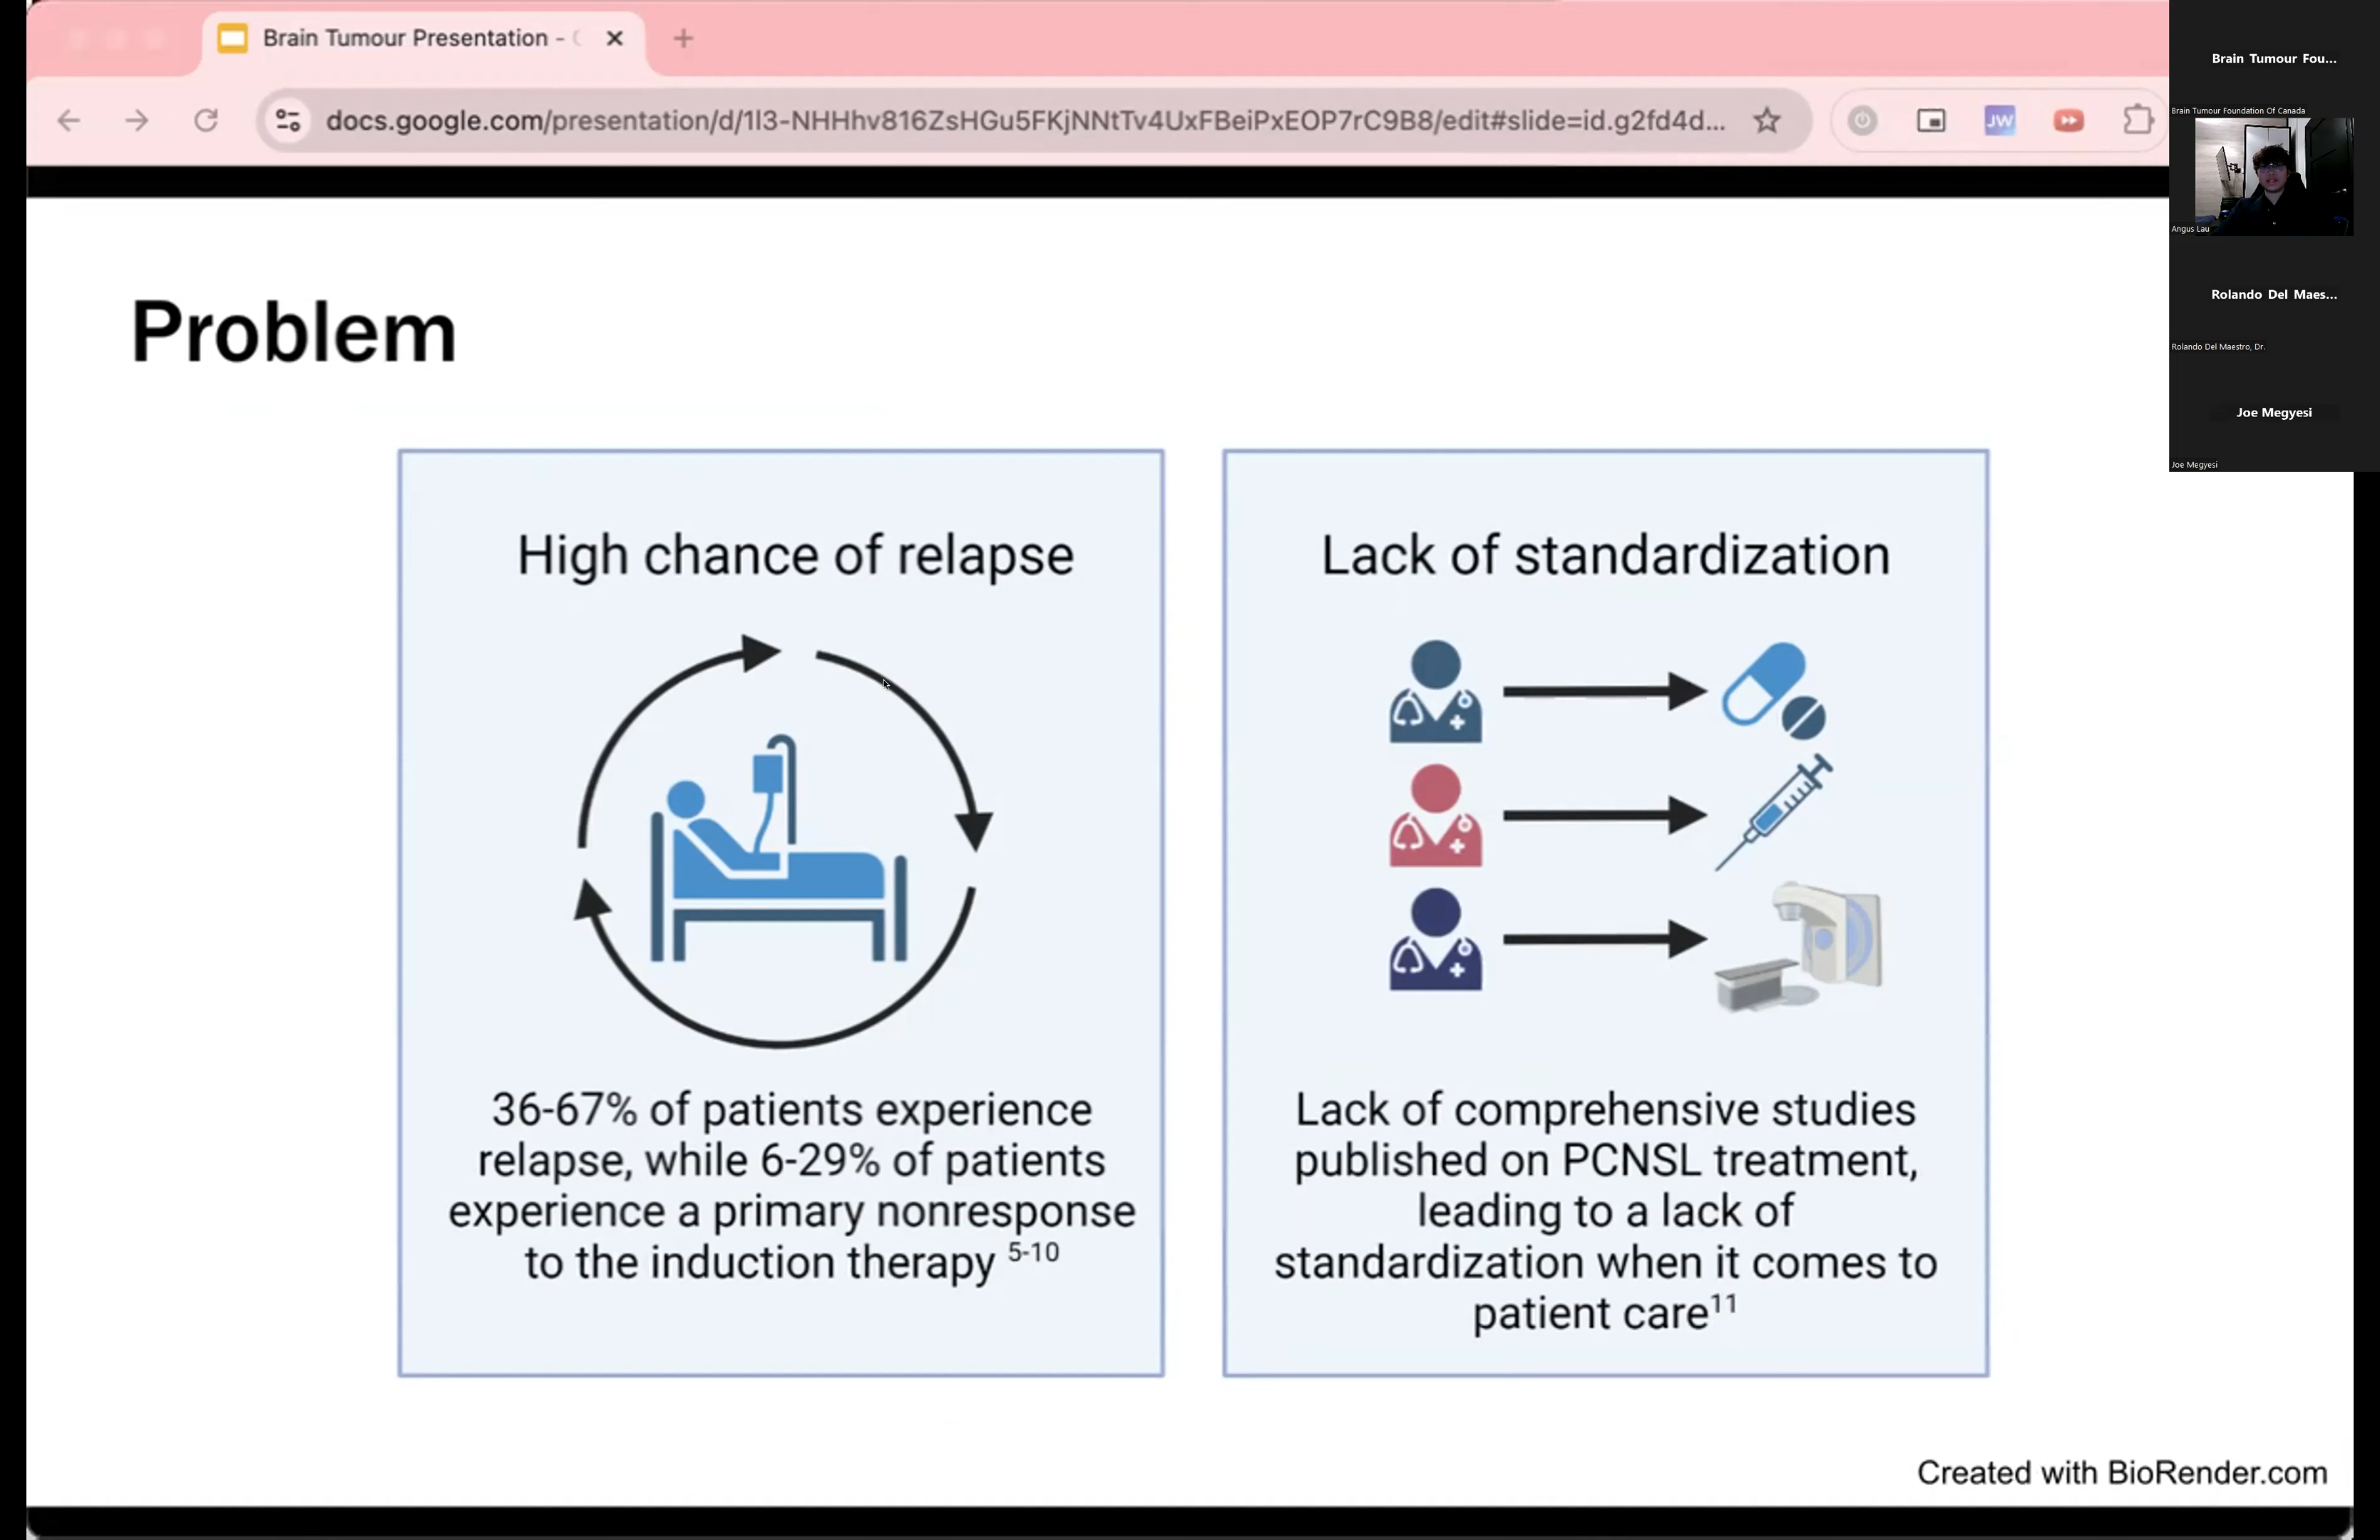 Brain Tumour Presentation -
docs.google.com/presentation/d/1I3-NHHhv816ZsHGu5FKjNNtTv4UxFBeiPxEOP7rC9B8/edit#slide=id.g2fd4d...
JW
Brain Tumour Fou...
Brain Tumour Foundation Of Canada
Angus Lau
Rolando Del Maes...
Rolando Del Maestro, Dr.
Joe Megyesi
Joe Megyesi
Problem
High chance of relapse
36-67% of patients experience
relapse, while 6-29% of patients
experience a primary nonresponse
to the induction therapy 5-10
Lack of standardization
Lack of comprehensive studies
published on PCNSL treatment,
leading to a lack of
standardization when it comes to
patient care11
Created with BioRender.com